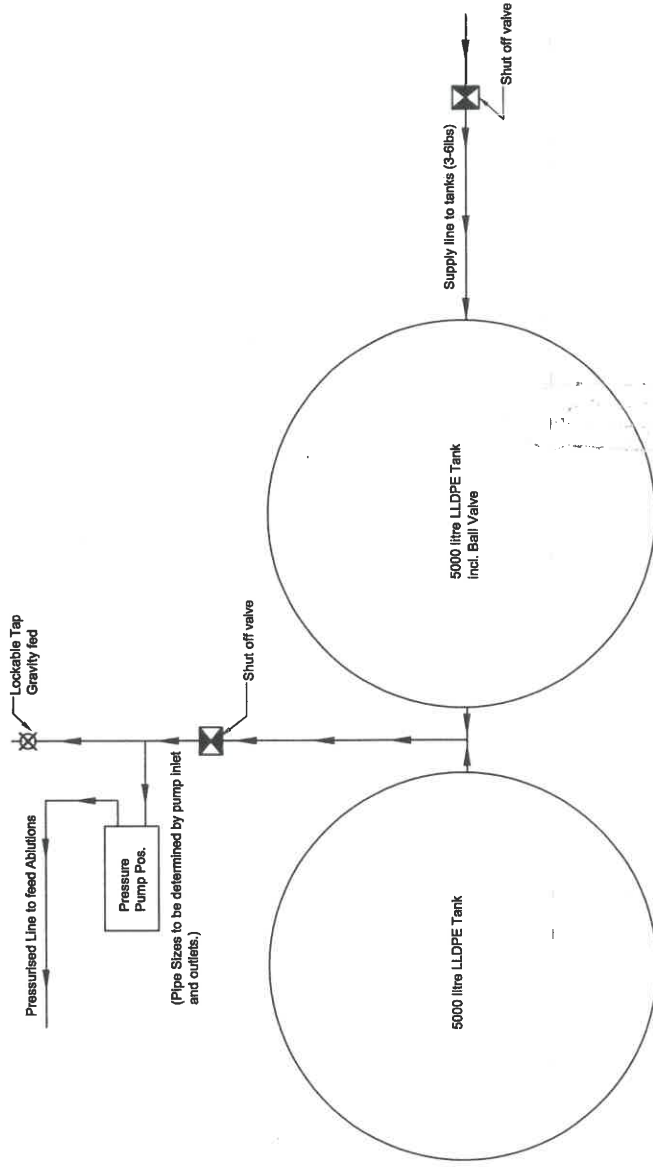 Lockable Tap
Gravity fed
Pressurised Line to feed Ablutions
Shut off valve
Pressure
Pump Pos.
(Pipe Sizes to be determined by pump inlet
and outlets.)
Shut off valve
Supply line to tanks (3-6lbs)
5000 litre LLDPE Tank
5000 litre LLDPE Tank
incl. Ball Valve